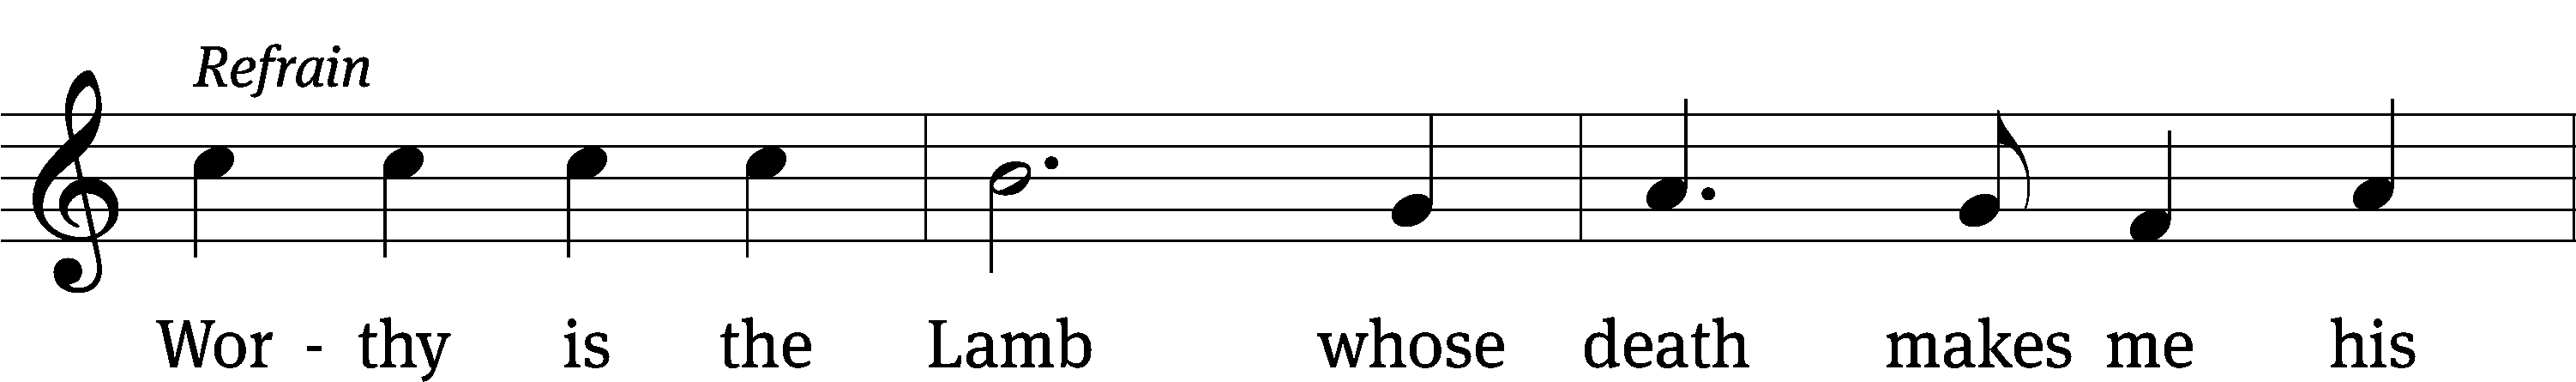 Refrain
Wor - thy is the Lamb whose death makes me his